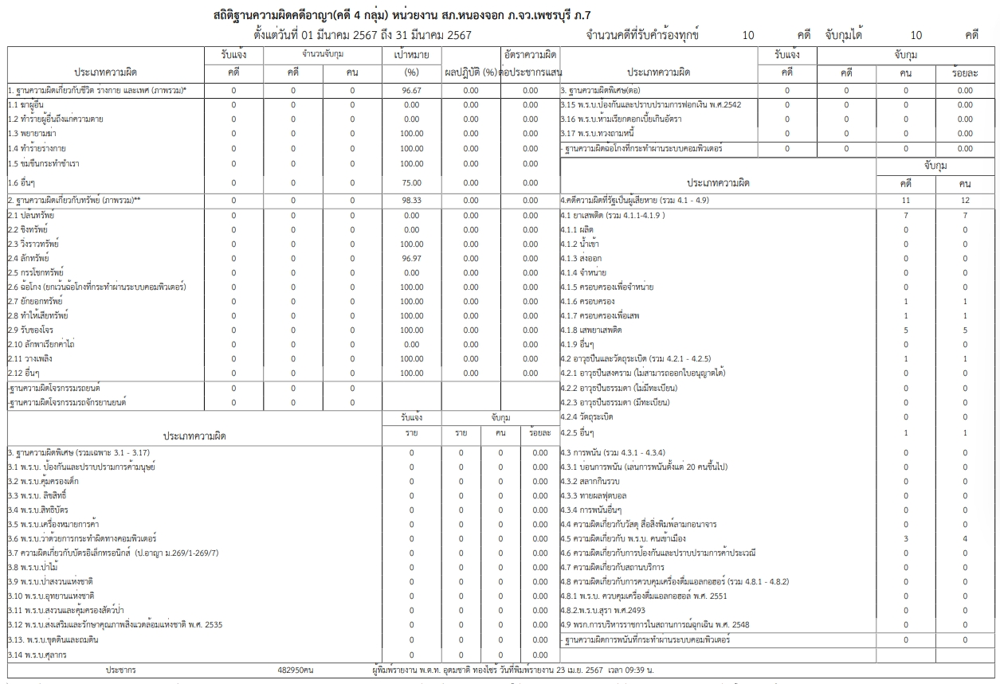 สถิติฐานความผิดคดีอาญา(คดี 4 กลุ่ม) หน่วยงาน สภ.หนองจอก ภ.จว.เพชรบุรี ภ.7
ตั้งแต่วันที่ 01 มีนาคม 2567 ถึง 31 มีนาคม 2567 จำนวนคดีที่รับคำร้องทุกข์ 10 คดี จับกุมได้ 10 คดี
ประเภทความผิด รับแจ้ง จำนวนจับกุม เป้าหมาย ผลปฏิบัติ (%) อัตราความผิด
คดี คดี คน (%) ต่อประชากรแสน
1. ฐานความผิดเกี่ยวกับชีวิต ร่างกาย และเพศ (ภาพรวม)* 0 0 0 96.67 0.00 0.00
1.1 ฆ่าผู้อื่น 0 0 0 0.00 0.00 0.00
1.2 ทำร้ายผู้อื่นถึงแก่ความตาย 0 0 0 0.00 0.00 0.00
1.3 พยายามฆ่า 0 0 0 100.00 0.00 0.00
1.4 ทำร้ายร่างกาย 0 0 0 100.00 0.00 0.00
1.5 ข่มขืนกระทำชำเรา 0 0 0 100.00 0.00 0.00
1.6 อื่นๆ 0 0 0 75.00 0.00 0.00
2. ฐานความผิดเกี่ยวกับทรัพย์ (ภาพรวม)** 0 0 0 98.33 0.00 0.00
2.1 ปล้นทรัพย์ 0 0 0 0.00 0.00 0.00
2.2 ชิงทรัพย์ 0 0 0 0.00 0.00 0.00
2.3 วิ่งราวทรัพย์ 0 0 0 100.00 0.00 0.00
2.4 ลักทรัพย์ 0 0 0 96.97 0.00 0.00
2.5 กรรโชกทรัพย์ 0 0 0 0.00 0.00 0.00
2.6 ฉ้อโกง (ยกเว้นฉ้อโกงที่กระทำผ่านระบบคอมพิวเตอร์) 0 0 0 100.00 0.00 0.00
2.7 ยักยอกทรัพย์ 0 0 0 100.00 0.00 0.00
2.8 ทำให้เสียทรัพย์ 0 0 0 100.00 0.00 0.00
2.9 รับของโจร 0 0 0 100.00 0.00 0.00
2.10 ลักพาเรียกค่าไถ่ 0 0 0 0.00 0.00 0.00
2.11 วางเพลิง 0 0 0 100.00 0.00 0.00
2.12 อื่นๆ 0 0 0 100.00 0.00 0.00
-ฐานความผิดโจรกรรมรถยนต์ 0 0 0
-ฐานความผิดโจรกรรมรถจักรยานยนต์ 0 0 0
ประเภทความผิด รับแจ้ง จับกุม
ราย ราย คน ร้อยละ
3. ฐานความผิดพิเศษ (รวมเฉพาะ 3.1 - 3.17) 0 0 0 0.00
3.1 พ.ร.บ. ป้องกันและปราบปรามการค้ามนุษย์ 0 0 0 0.00
3.2 พ.ร.บ.คุ้มครองเด็ก 0 0 0 0.00
3.3 พ.ร.บ. ลิขสิทธิ์ 0 0 0 0.00
3.4 พ.ร.บ.สิทธิบัตร 0 0 0 0.00
3.5 พ.ร.บ.เครื่องหมายการค้า 0 0 0 0.00
3.6 พ.ร.บ.ว่าด้วยการกระทำผิดทางคอมพิวเตอร์ 0 0 0 0.00
3.7 ความผิดเกี่ยวกับบัตรอิเล็กทรอนิกส์ (ป.อาญา ม.269/1-269/7) 0 0 0 0.00
3.8 พ.ร.บ.ป่าไม้ 0 0 0 0.00
3.9 พ.ร.บ.ป่าสงวนแห่งชาติ 0 0 0 0.00
3.10 พ.ร.บ.อุทยานแห่งชาติ 0 0 0 0.00
3.11 พ.ร.บ.สงวนและคุ้มครองสัตว์ป่า 0 0 0 0.00
3.12 พ.ร.บ.ส่งเสริมและรักษาคุณภาพสิ่งแวดล้อมแห่งชาติ พ.ศ. 2535 0 0 0 0.00
3.13. พ.ร.บ.ขุดดินและถมดิน 0 0 0 0.00
3.14 พ.ร.บ.ศุลากร 0 0 0 0.00
ประเภทความผิด รับแจ้ง จับกุม
คดี คดี คน ร้อยละ
3. ฐานความผิดพิเศษ(ต่อ) 0 0 0 0.00
3.15 พ.ร.บ.ป้องกันและปราบปรามการฟอกเงิน พ.ศ.2542 0 0 0 0.00
3.16 พ.ร.บ.ห้ามเรียกดอกเบี้ยเกินอัตรา 0 0 0 0.00
3.17 พ.ร.บ.ทวงถามหนี้ 0 0 0 0.00
- ฐานความผิดฉ้อโกงที่กระทำผ่านระบบคอมพิวเตอร์ 0 0 0 0.00
ประเภทความผิด จับกุม
คดี คน
4.คดีความผิดที่รัฐเป็นผู้เสียหาย (รวม 4.1 - 4.9) 11 12
4.1 ยาเสพติด (รวม 4.1.1-4.1.9 ) 7 7
4.1.1 ผลิต 0 0
4.1.2 นำเข้า 0 0
4.1.3 ส่งออก 0 0
4.1.4 จำหน่าย 0 0
4.1.5 ครอบครองเพื่อจำหน่าย 0 0
4.1.6 ครอบครอง 1 1
4.1.7 ครอบครองเพื่อเสพ 1 1
4.1.8 เสพยาเสพติด 5 5
4.1.9 อื่นๆ 0 0
4.2 อาวุธปืนและวัตถุระเบิด (รวม 4.2.1 - 4.2.5) 1 1
4.2.1 อาวุธปืนสงคราม (ไม่สามารถออกใบอนุญาตได้) 0 0
4.2.2 อาวุธปืนธรรมดา (ไม่มีทะเบียน) 0 0
4.2.3 อาวุธปืนธรรมดา (มีทะเบียน) 0 0
4.2.4 วัตถุระเบิด 0 0
4.2.5 อื่นๆ 1 1
4.3 การพนัน (รวม 4.3.1 - 4.3.4) 0 0
4.3.1 บ่อนการพนัน (เล่นการพนันตั้งแต่ 20 คนขึ้นไป) 0 0
4.3.2 สลากกินรวบ 0 0
4.3.3 ทายผลฟุตบอล 0 0
4.3.4 การพนันอื่นๆ 0 0
4.4 ความผิดเกี่ยวกับวัสดุ สื่อสิ่งพิมพ์ลามกอนาจาร 0 0
4.5 ความผิดเกี่ยวกับ พ.ร.บ. คนเข้าเมือง 3 4
4.6 ความผิดเกี่ยวกับการป้องกันและปราบปรามการค้าประเวณี 0 0
4.7 ความผิดเกี่ยวกับสถานบริการ 0 0
4.8 ความผิดเกี่ยวกับการควบคุมเครื่องดื่มแอลกอฮอร์ (รวม 4.8.1 - 4.8.2) 0 0
4.8.1 พ.ร.บ. ควบคุมเครื่องดื่มแอลกอฮอล์ พ.ศ. 2551 0 0
4.8.2.พ.ร.บ.สุรา พ.ศ.2493 0 0
4.9 พรก.การบริหารราชการในสถานการณ์ฉุกเฉิน พ.ศ. 2548 0 0
- ฐานความผิดการพนันที่กระทำผ่านระบบคอมพิวเตอร์ 0 0
ประชากร 482950คน ผู้พิมพ์รายงาน พ.ต.ท. อุดมชาติ ทองไซร้ วันที่พิมพ์รายงาน 23 เม.ย. 2567 เวลา 09:39 น.